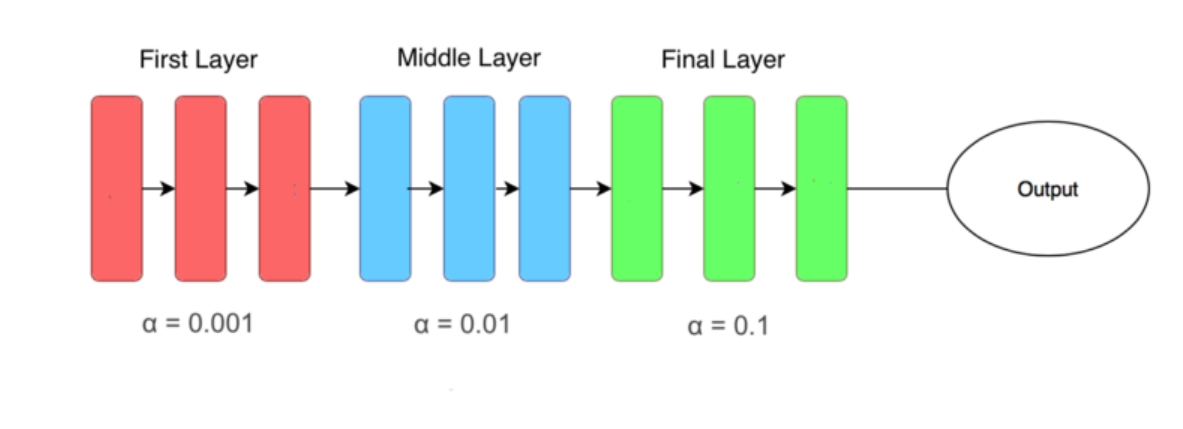 First Layer
Middle Layer
Final Layer
Output
α = 0.001
α = 0.01
α = 0.1